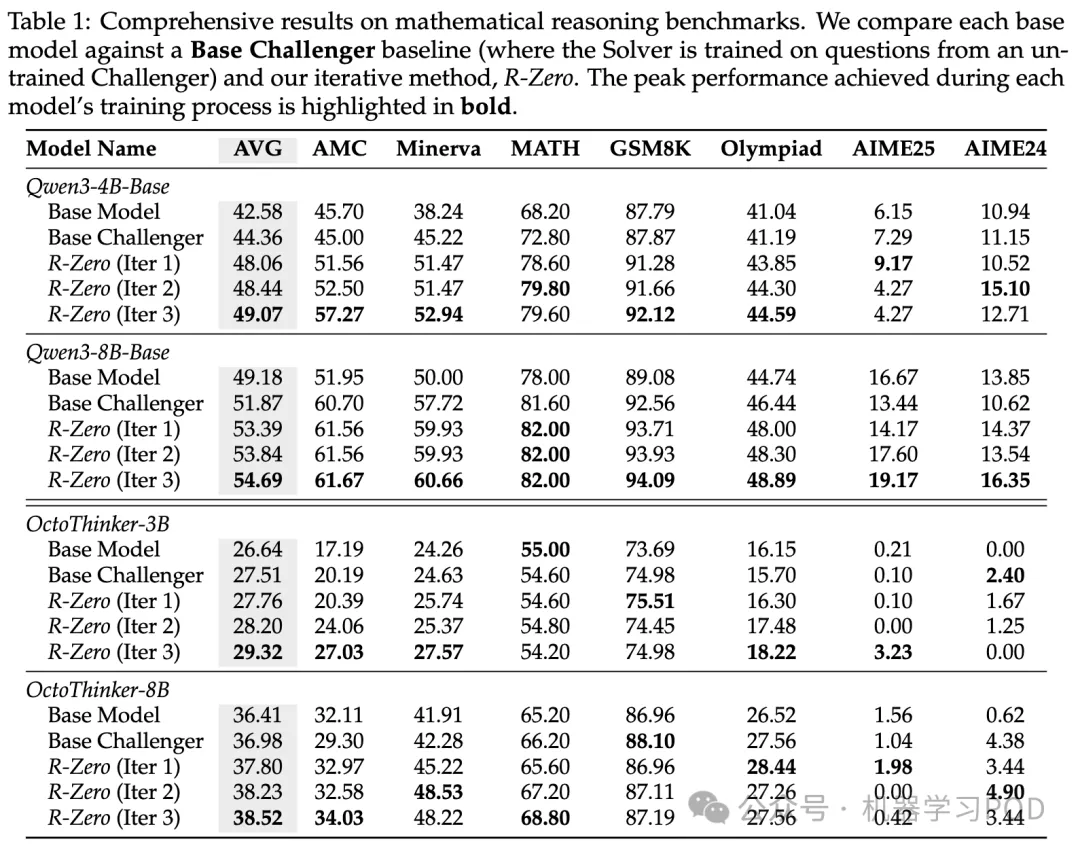 Table 1: Comprehensive results on mathematical reasoning benchmarks. We compare each base
model against a Base Challenger baseline (where the Solver is trained on questions from an un-
trained Challenger) and our iterative method, R-Zero. The peak performance achieved during each
model's training process is highlighted in bold.
Model Name AVG AMC Minerva MATH GSM8K Olympiad AIME25 AIME24
Qwen3-4B-Base
Base Model 42.58 45.70 38.24 68.20 87.79 41.04 6.15 10.94
Base Challenger 44.36 45.00 45.22 72.80 87.87 41.19 7.29 11.15
R-Zero (Iter 1) 48.06 51.56 51.47 78.60 91.28 43.85 9.17 10.52
R-Zero (Iter 2) 48.44 52.50 51.47 79.80 91.66 44.30 4.27 15.10
R-Zero (Iter 3) 49.07 57.27 52.94 79.60 92.12 44.59 4.27 12.71
Qwen3-8B-Base
Base Model 49.18 51.95 50.00 78.00 89.08 44.74 16.67 13.85
Base Challenger 51.87 60.70 57.72 81.60 92.56 46.44 13.44 10.62
R-Zero (Iter 1) 53.39 61.56 59.93 82.00 93.71 48.00 14.17 14.37
R-Zero (Iter 2) 53.84 61.56 59.93 82.00 93.93 48.30 17.60 13.54
R-Zero (Iter 3) 54.69 61.67 60.66 82.00 94.09 48.89 19.17 16.35
OctoThinker-3B
Base Model 26.64 17.19 24.26 55.00 73.69 16.15 0.21 0.00
Base Challenger 27.51 20.19 24.63 54.60 74.98 15.70 0.10 2.40
R-Zero (Iter 1) 27.76 20.39 25.74 54.60 75.51 16.30 0.10 1.67
R-Zero (Iter 2) 28.20 24.06 25.37 54.80 74.45 17.48 0.00 1.25
R-Zero (Iter 3) 29.32 27.03 27.57 54.20 74.98 18.22 3.23 0.00
OctoThinker-8B
Base Model 36.41 32.11 41.91 65.20 86.96 26.52 1.56 0.62
Base Challenger 36.98 29.30 42.28 66.20 88.10 27.56 1.04 4.38
R-Zero (Iter 1) 37.80 32.97 45.22 65.60 86.96 28.44 1.98 3.44
R-Zero (Iter 2) 38.23 32.58 48.53 67.20 87.11 27.26 0.00 4.90
R-Zero (Iter 3) 38.52 34.03 48.22 68.80 87.19 27.56 0.42 3.44
公众号 · 机器学习POD